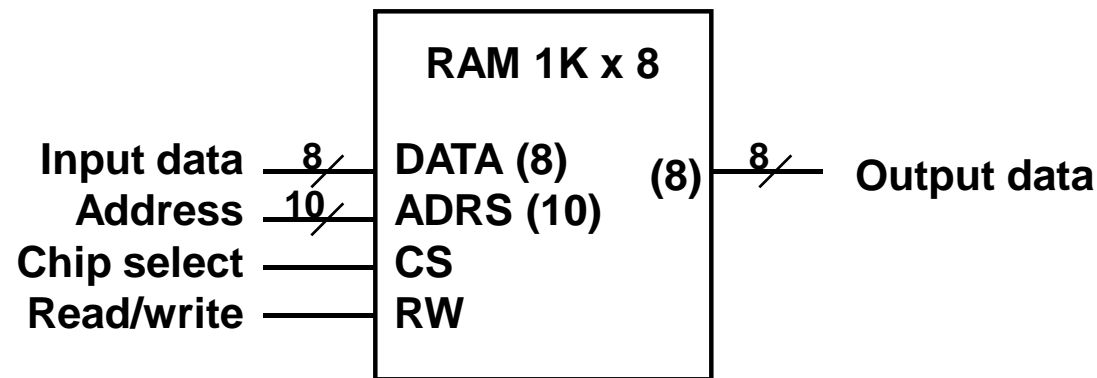 RAM 1K x 8
Input data 8 DATA (8) (8) 8 Output data
Address 10 ADRS (10)
Chip select CS
Read/write RW